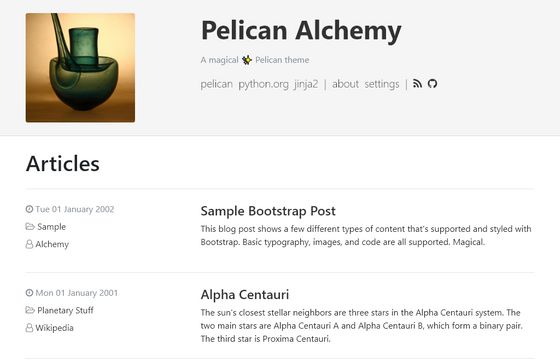 Pelican Alchemy
A magical Pelican theme
pelican python.org jinja2 | about settings |
Articles
Tue 01 January 2002
Sample
Alchemy
Sample Bootstrap Post
This blog post shows a few different types of content that's supported and styled with
Bootstrap. Basic typography, images, and code are all supported. Magical.
Mon 01 January 2001
Planetary Stuff
Wikipedia
Alpha Centauri
The sun's closest stellar neighbors are three stars in the Alpha Centauri system. The
two main stars are Alpha Centauri A and Alpha Centauri B, which form a binary pair.
The third star is Proxima Centauri.